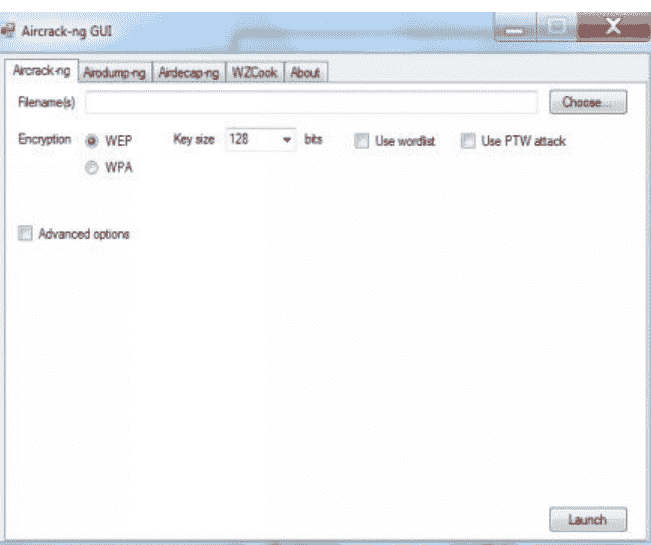 Aircrack-ng GUI
Aircrack-ng Airodump-ng Airdecap-ng WZCook About
Filename(s) Choose...
Encryption WEP Key size 128 bits Use wordlist Use PTW attack
WPA
Advanced options
Launch